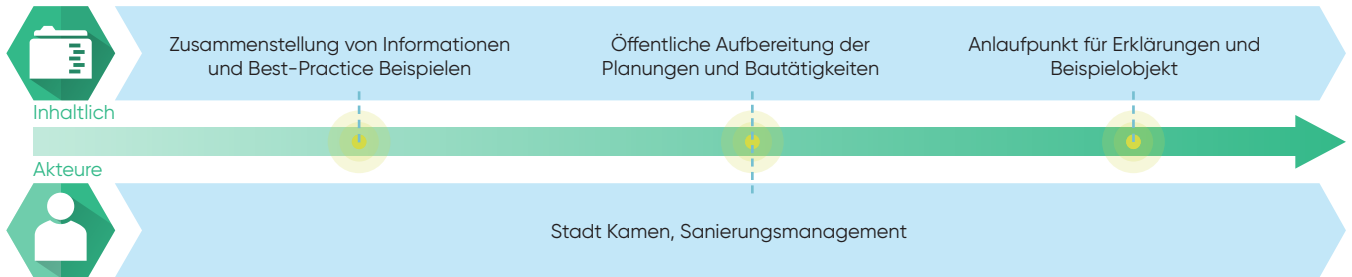 Zusammenstellung von Informationen
und Best-Practice Beispielen
Öffentliche Aufbereitung der
Planungen und Bautätigkeiten
Anlaufpunkt für Erklärungen und
Beispielobjekt
Inhaltlich
Akteure
Stadt Kamen, Sanierungsmanagement